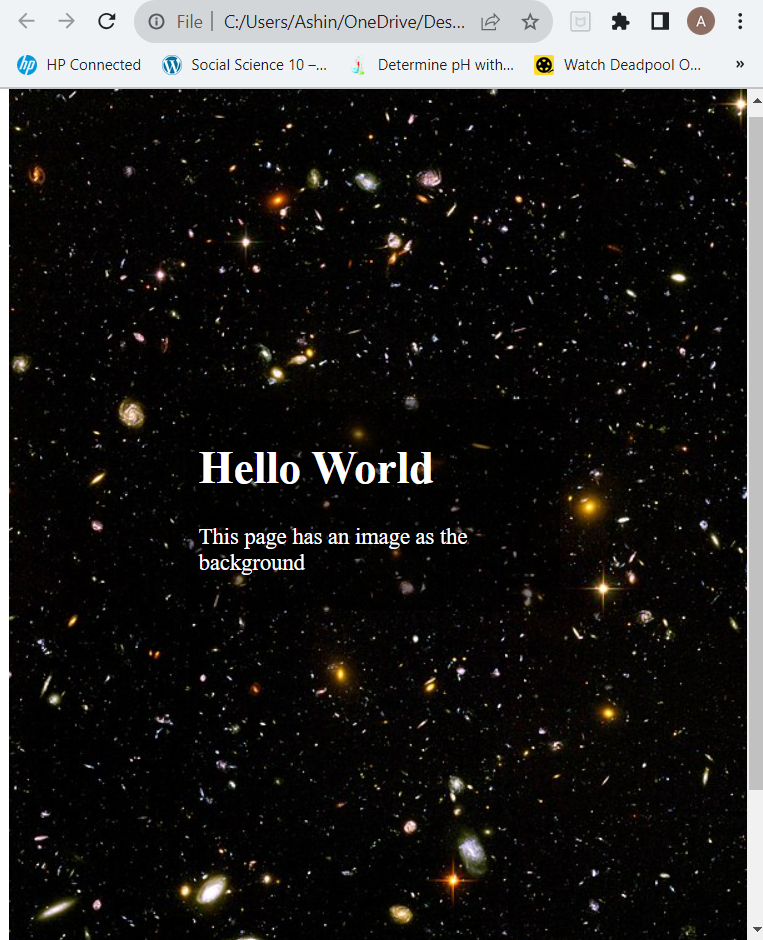 File | C:/Users/Ashin/OneDrive/Des...
A
hp HP Connected Social Science 10 –... Determine pH with... Watch Deadpool O... »
Hello World
This page has an image as the
background